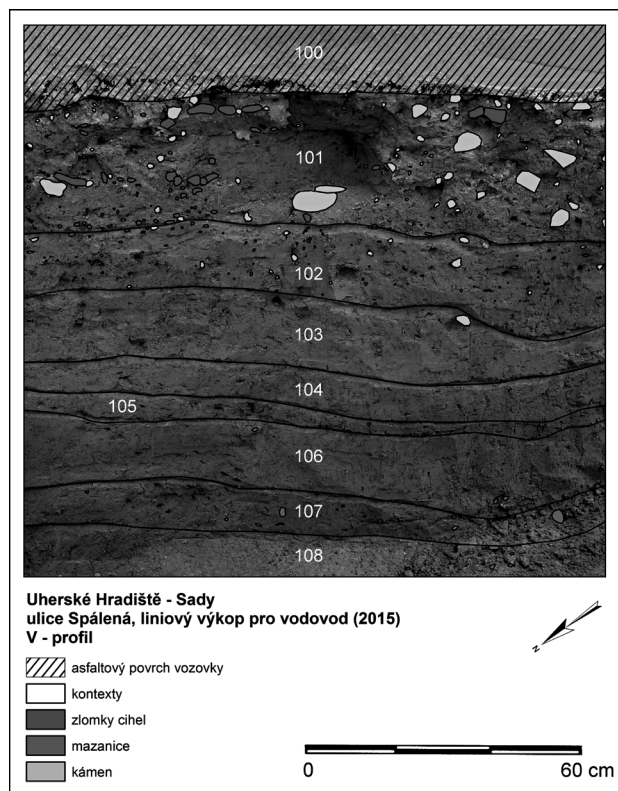 100
101
102
103
104
105
106
107
108
Uherské Hradiště - Sady
ulice Spálená, liniový výkop pro vodovod (2015)
V - profil
asfaltový povrch vozovky
kontexty
zlomky cihel
mazanice
kámen
N
0 60 cm